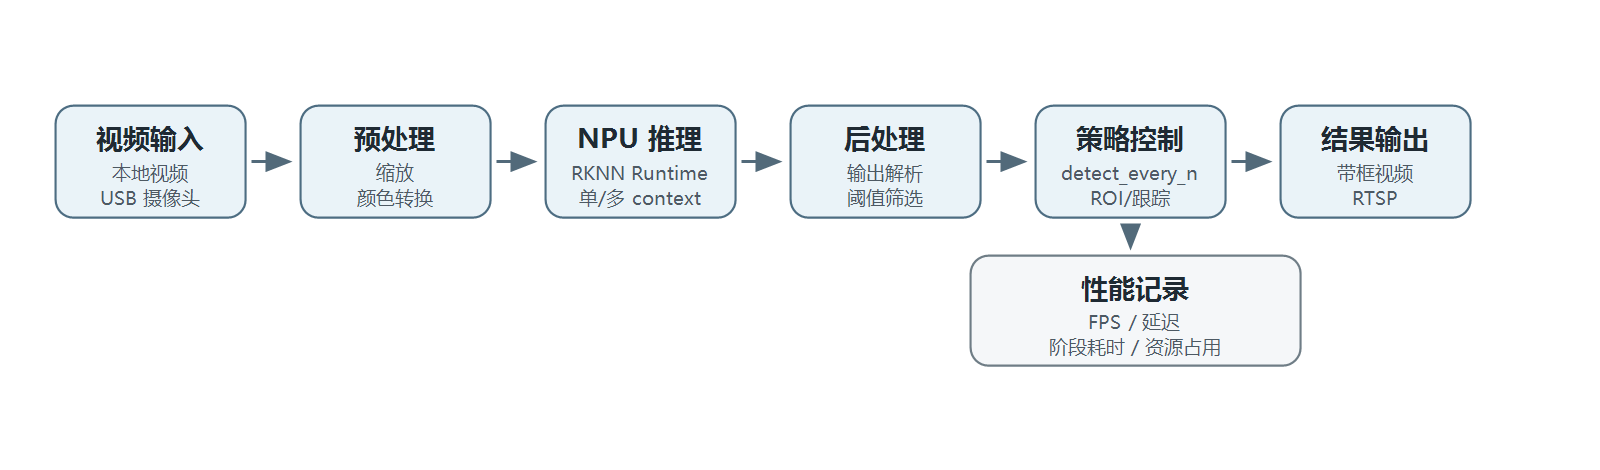 视频输入
本地视频
USB 摄像头
预处理
缩放
颜色转换
NPU 推理
RKNN Runtime
单/多 context
后处理
输出解析
阈值筛选
策略控制
detect_every_n
ROI/跟踪
结果输出
带框视频
RTSP
性能记录
FPS / 延迟
阶段耗时 / 资源占用